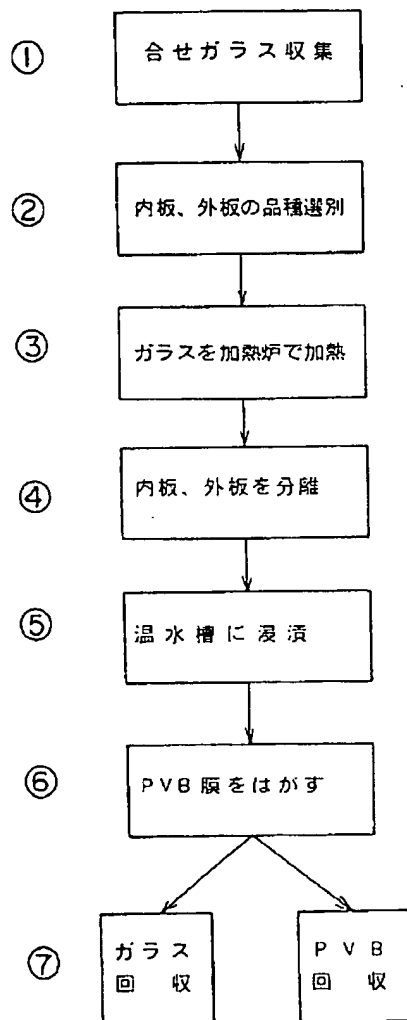 ①
合せガラス収集
②
内板、外板の品種選別
③
ガラスを加熱炉で加熱
④
内板、外板を分離
⑤
温水槽に浸漬
⑥
PVB膜をはがす
⑦
ガラス
回収
PVB
回収